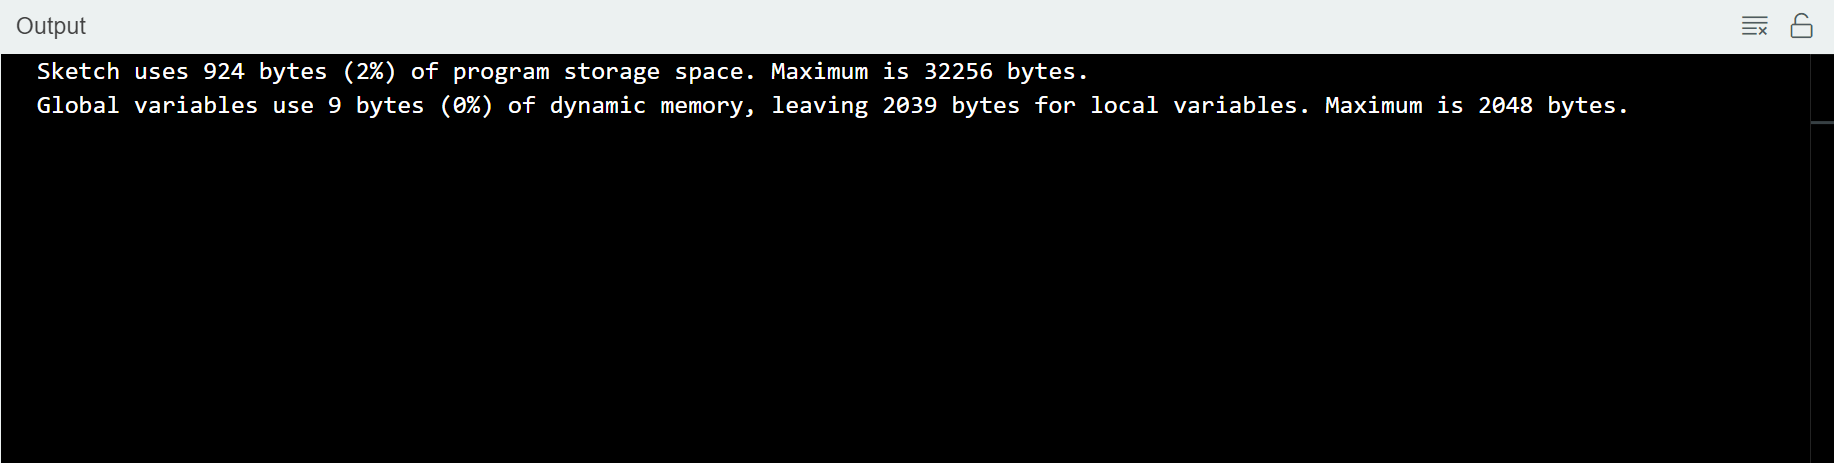 Output
Sketch uses 924 bytes (2%) of program storage space. Maximum is 32256 bytes.
Global variables use 9 bytes (0%) of dynamic memory, leaving 2039 bytes for local variables. Maximum is 2048 bytes.